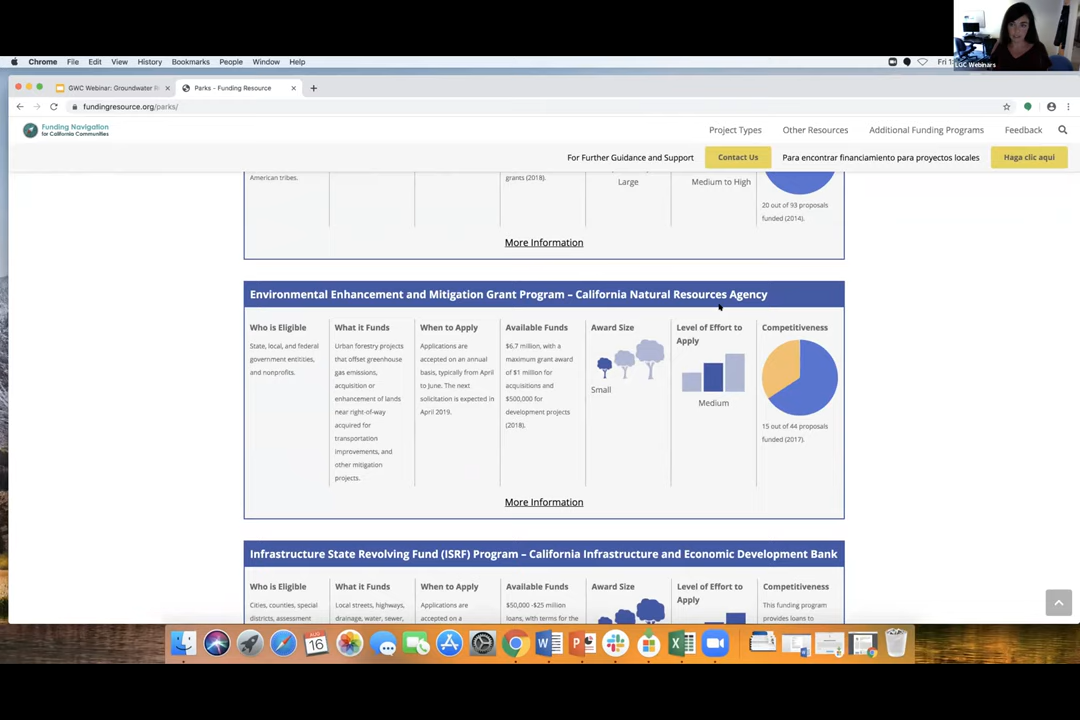 LGC Webinars
Chrome File Edit View History Bookmarks People Window Help
GWC Webinar: Groundwater R
Parks - Funding Resource
fundingresource.org/parks/
Funding Navigation
for California Communities
Project Types Other Resources Additional Funding Programs Feedback
For Further Guidance and Support Contact Us Para encontrar financiamiento para proyectos locales Haga clic aqui
American tribes.
grants (2018).
Large
Medium to High
20 out of 93 proposals
funded (2014).
More Information
Environmental Enhancement and Mitigation Grant Program – California Natural Resources Agency
Who is Eligible
State, local, and federal
government entities,
and nonprofits.
What it Funds
Urban forestry projects
that offset greenhouse
gas emissions,
acquisition or
enhancement of lands
near right-of-way
acquired for
transportation
improvements, and
other mitigation
projects.
When to Apply
Applications are
accepted on an annual
basis, typically from April
to June. The next
solicitation is expected in
April 2019.
Available Funds
$6.7 million, with a
maximum grant award
of $1 million for
acquisitions and
$500,000 for
development projects
(2018).
Award Size
Small
Level of Effort to
Apply
Medium
Competitiveness
15 out of 44 proposals
funded (2017).
More Information
Infrastructure State Revolving Fund (ISRF) Program – California Infrastructure and Economic Development Bank
Who is Eligible
Cities, counties, special
districts, assessment
What it Funds
Local streets, highways,
drainage, water, sewer,
When to Apply
Applications are
accepted on a
Available Funds
$50,000 -$25 million
loans, with terms for the
Award Size
Level of Effort to
Apply
Competitiveness
This funding program
provides loans to
AUG
16